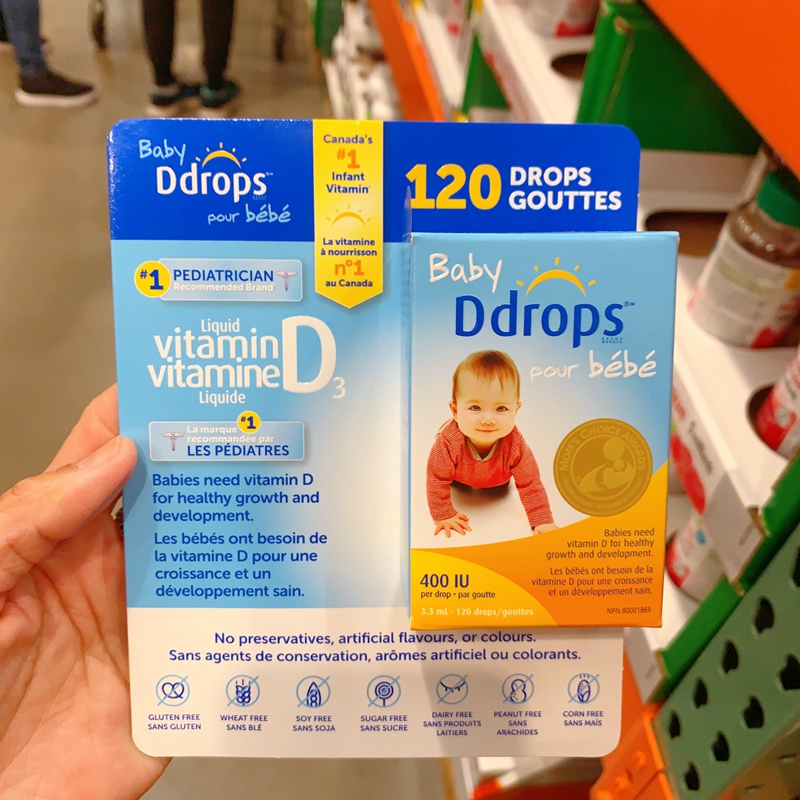 Baby
Ddrops
pour bébé
Canada's
#1
Infant
Vitamin
La vitamine
à nourrisson
n°1
au Canada
120 DROPS
GOUTTES
#1 PEDIATRICIAN
Recommended Brand
Liquid
vitamin
vitamine
D3
Liquide
La marque #1
recommandée par
LES PÉDIATRES
Babies need vitamin D
for healthy growth and
development.
Les bébés ont besoin de
la vitamine D pour une
croissance et un
développement sain.
Baby
Ddrops
pour bébé
MOM'S CHOICE AWARDS
Babies need
vitamin D for healthy
growth and development.
Les bébés ont besoin de la
vitamine D pour une croissance
et un développement sain.
400 IU
per drop • par goutte
3.3 mL • 120 drops/gouttes
NPN 80001869
No preservatives, artificial flavours, or colours.
Sans agents de conservation, arômes artificiel ou colorants.
GLUTEN FREE
SANS GLUTEN
WHEAT FREE
SANS BLÉ
SOY FREE
SANS SOJA
SUGAR FREE
SANS SUCRE
DAIRY FREE
SANS PRODUITS
LAITIERS
PEANUT FREE
SANS
ARACHIDES
CORN FREE
SANS MAÏS